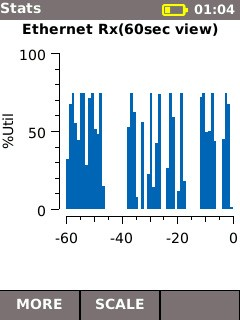 Stats 01:04
Ethernet Rx(60sec view)
100
%Util
50
0
-60 -40 -20 0
MORE SCALE